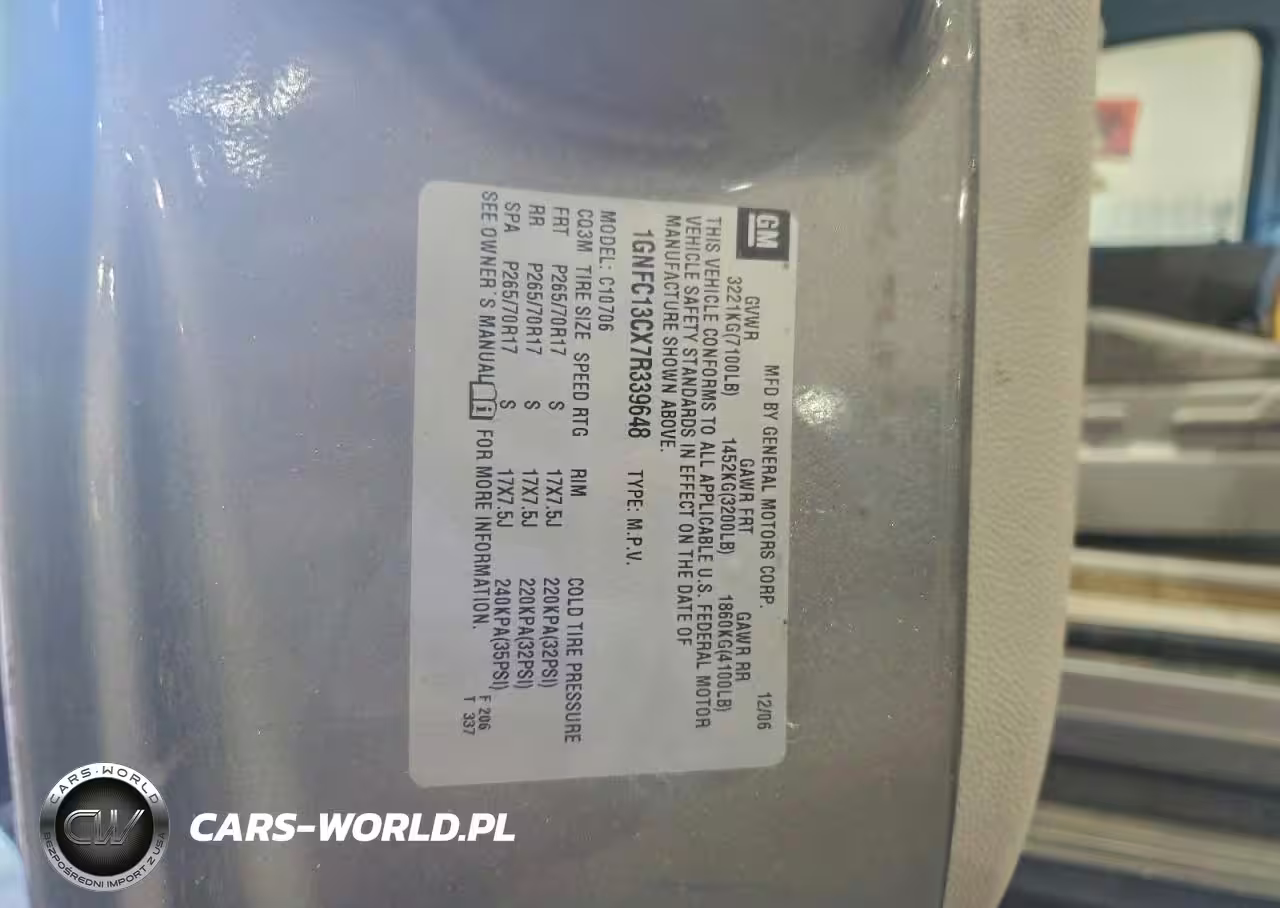 GM
MFD BY GENERAL MOTORS CORP. 12/06
GVWR GAWR FRT GAWR RR
3221KG(7100LB) 1452KG(3200LB) 1860KG(4100LB)
THIS VEHICLE CONFORMS TO ALL APPLICABLE U.S. FEDERAL MOTOR
VEHICLE SAFETY STANDARDS IN EFFECT ON THE DATE OF
MANUFACTURE SHOWN ABOVE.
1GNFC13CX7R339648 TYPE: M.P.V.
MODEL: C10706
CQ3M TIRE SIZE SPEED RTG RIM COLD TIRE PRESSURE
FRT P265/70R17 S 17X7.5J 220KPA(32PSI)
RR P265/70R17 S 17X7.5J 220KPA(32PSI)
SPA P265/70R17 S 17X7.5J 240KPA(35PSI)
SEE OWNER'S MANUAL FOR MORE INFORMATION.
F 206
T 337
CARS-WORLD
CW
BEZPOŚREDNI IMPORT Z USA
CARS-WORLD.PL